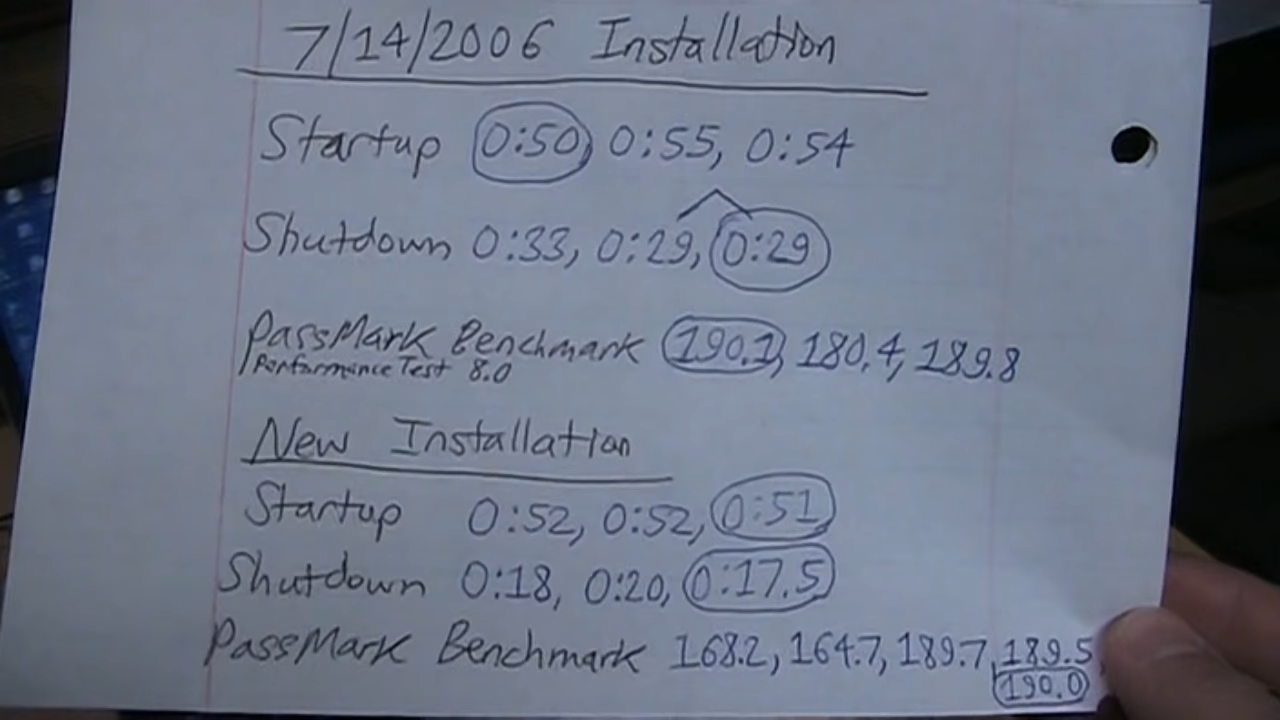 7/14/2006 Installation
Startup 0:50, 0:55, 0:54
Shutdown 0:33, 0:29, 0:29
PassMark Benchmark 190.1, 180.4, 189.8
PerformanceTest 8.0
New Installation
Startup 0:52, 0:52, 0:51
Shutdown 0:18, 0:20, 0:17.5
PassMark Benchmark 168.2, 164.7, 189.7, 189.5,
190.0